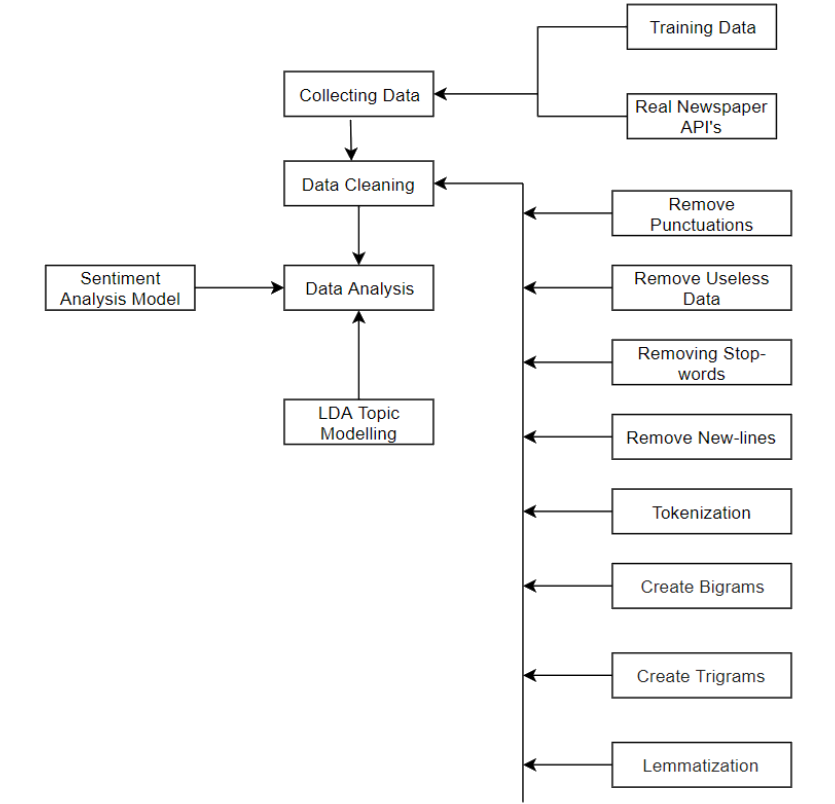 Training Data
Collecting Data
Real Newspaper
API's
Data Cleaning
Remove
Punctuations
Sentiment
Analysis Model
Data Analysis
Remove Useless
Data
Removing Stop-
words
LDA Topic
Modelling
Remove New-lines
Tokenization
Create Bigrams
Create Trigrams
Lemmatization